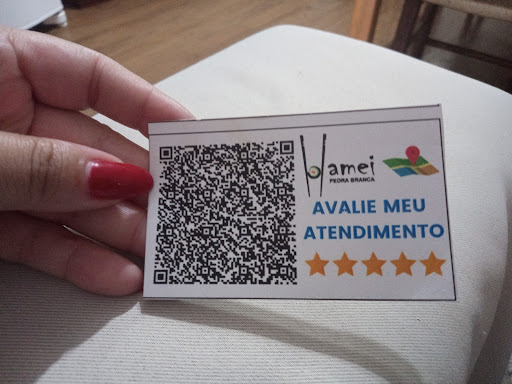 Hamei
PEDRA BRANCA
AVALIE MEU
ATENDIMENTO